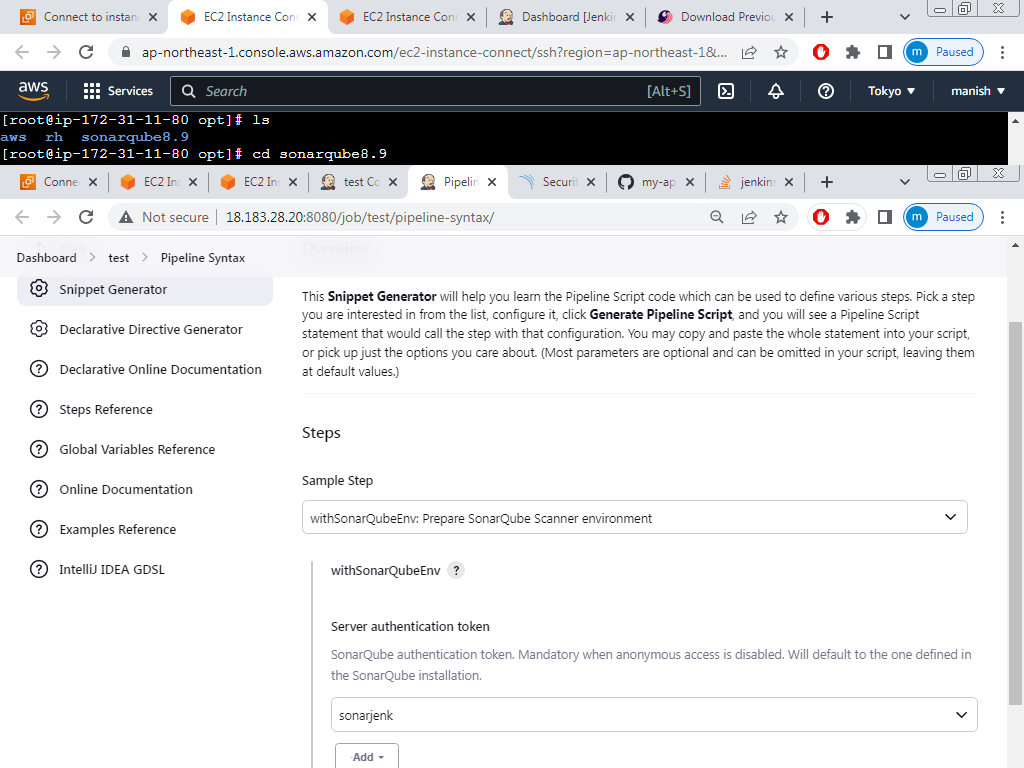 Connect to instan
EC2 Instance Conn
EC2 Instance Conn
Dashboard [Jenkin
Download Previou
ap-northeast-1.console.aws.amazon.com/ec2-instance-connect/ssh?region=ap-northeast-1&...
m Paused
aws
Services
Search
[Alt+S]
Tokyo
manish
[root@ip-172-31-11-80 opt]# ls
aws rh sonarqube8.9
[root@ip-172-31-11-80 opt]# cd sonarqube8.9
Conne
EC2 In
EC2 In
test Co
Pipelin
Securit
my-ap
jenkins
Not secure
18.183.28.20:8080/job/test/pipeline-syntax/
m Paused
Back
Overview
Dashboard
test
Pipeline Syntax
Snippet Generator
Declarative Directive Generator
Declarative Online Documentation
Steps Reference
Global Variables Reference
Online Documentation
Examples Reference
IntelliJ IDEA GDSL
This Snippet Generator will help you learn the Pipeline Script code which can be used to define various steps. Pick a step
you are interested in from the list, configure it, click Generate Pipeline Script, and you will see a Pipeline Script
statement that would call the step with that configuration. You may copy and paste the whole statement into your script,
or pick up just the options you care about. (Most parameters are optional and can be omitted in your script, leaving them
at default values.)
Steps
Sample Step
withSonarQubeEnv: Prepare SonarQube Scanner environment
withSonarQubeEnv ?
Server authentication token
SonarQube authentication token. Mandatory when anonymous access is disabled. Will default to the one defined in
the SonarQube installation.
sonarjenk
Add